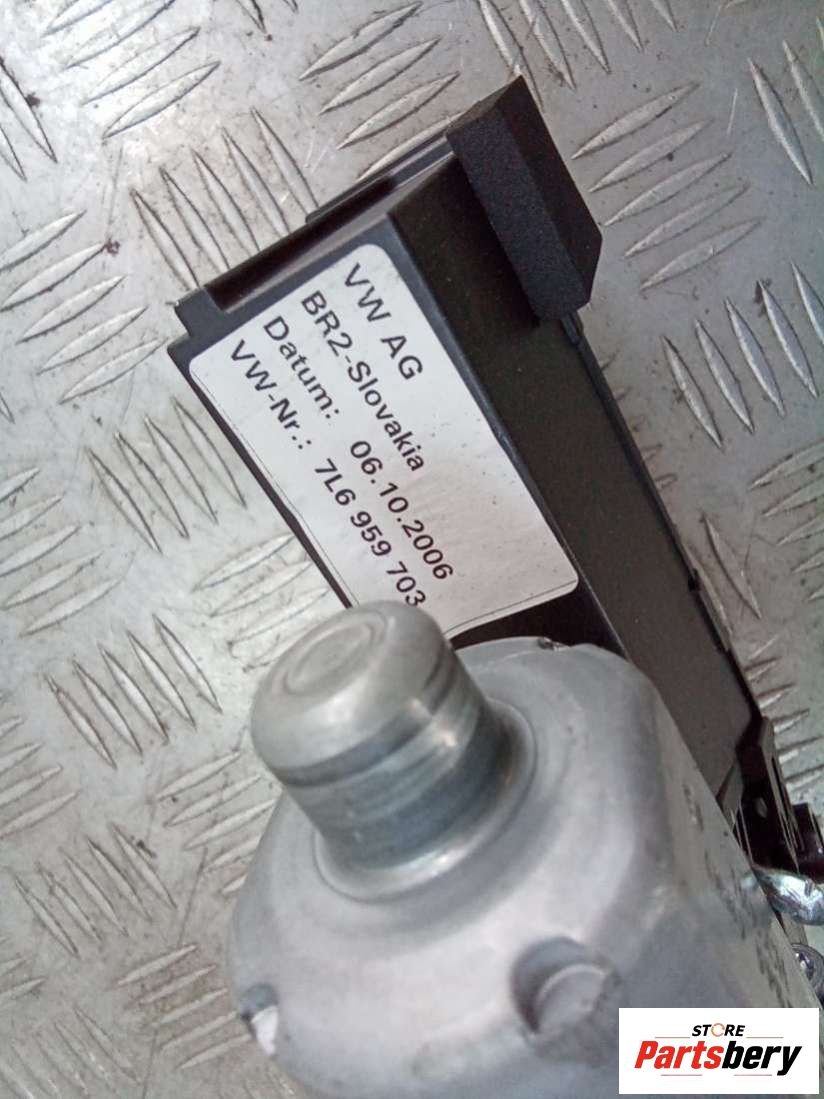 VW AG
BR2-Slovakia
Datum: 06.10.2006
VW-Nr.: 7L6 959 703
STORE
Partsbery